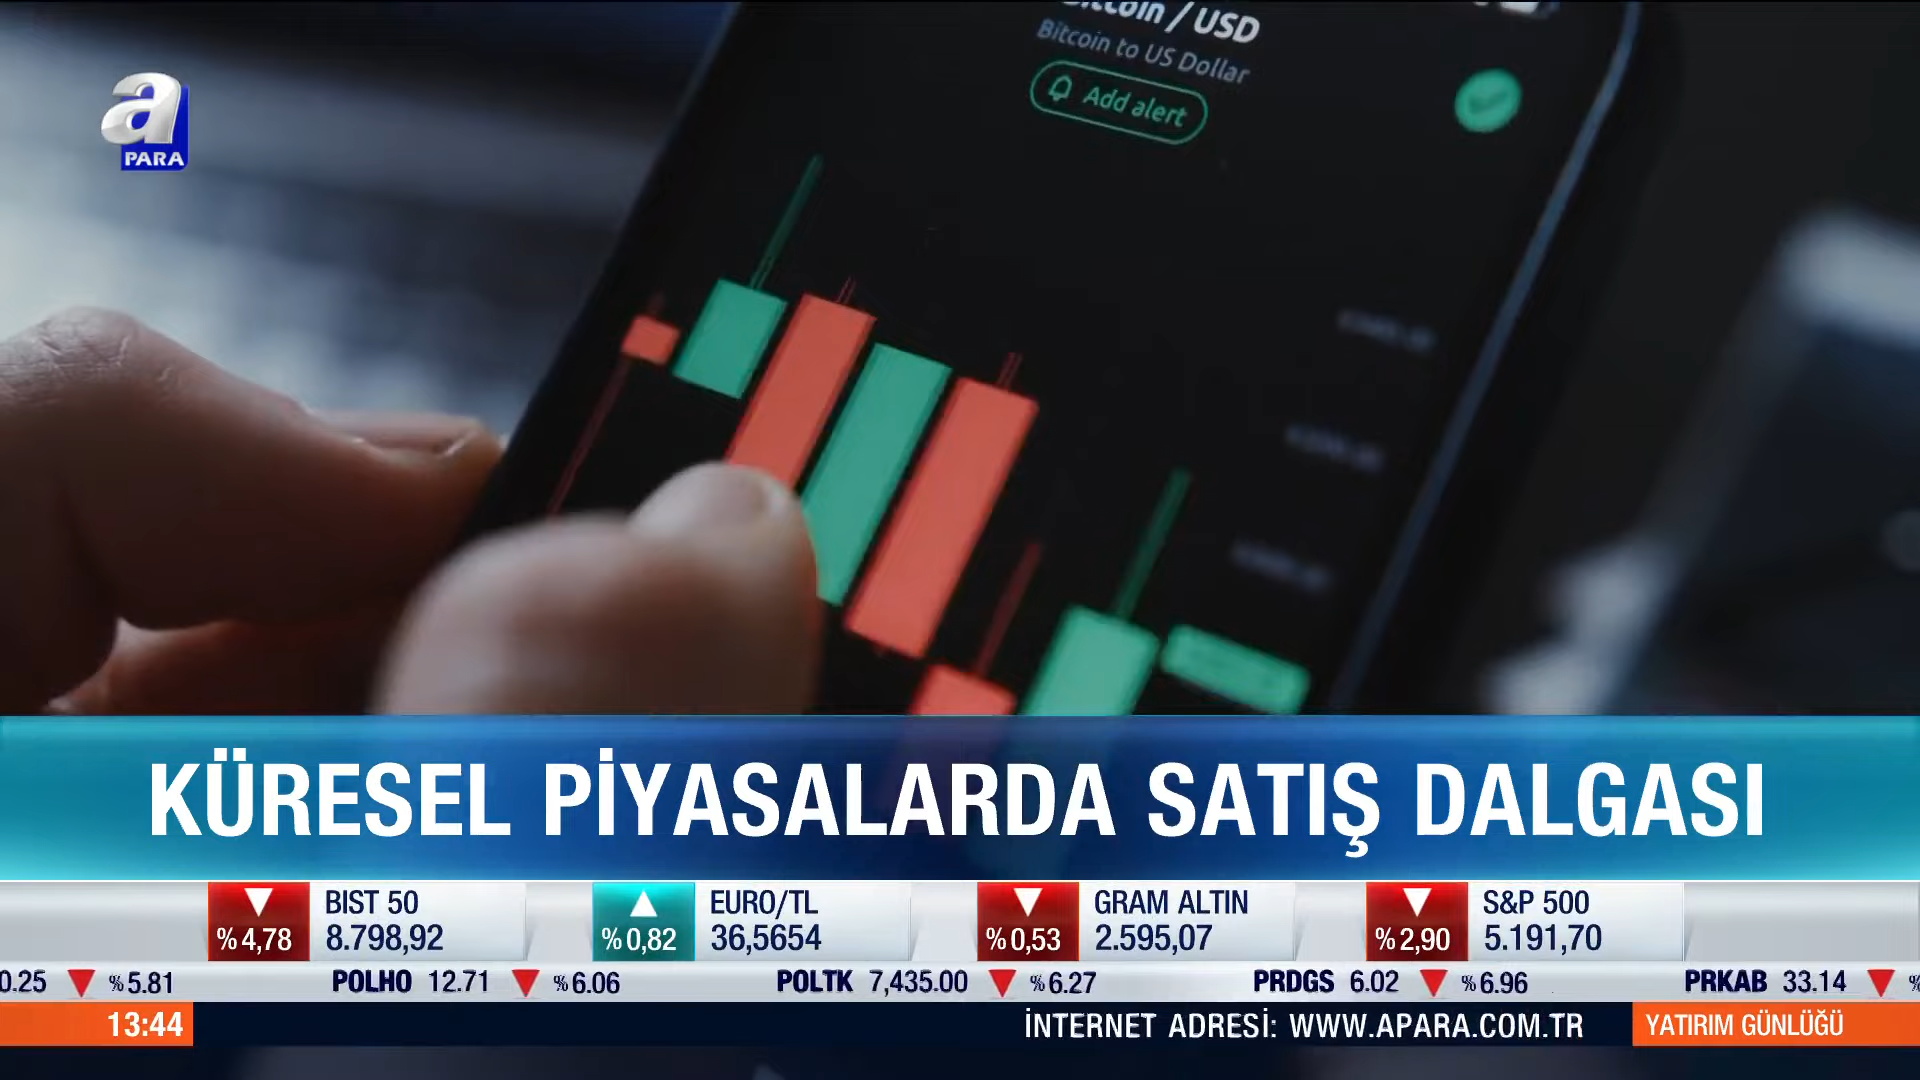 Bitcoin / USD
Bitcoin to US Dollar
Add alert
a
PARA
KÜRESEL PİYASALARDA SATIŞ DALGASI
%4,78 BIST 50 8.798,92
%0,82 EURO/TL 36,5654
%0,53 GRAM ALTIN 2.595,07
%2,90 S&P 500 5.191,70
0.25 %5.81 POLHO 12.71 %6.06 POLTK 7,435.00 %6.27 PRDGS 6.02 %6.96 PRKAB 33.14 %
13:44 İNTERNET ADRESİ: WWW.APARA.COM.TR YATIRIM GÜNLÜĞÜ